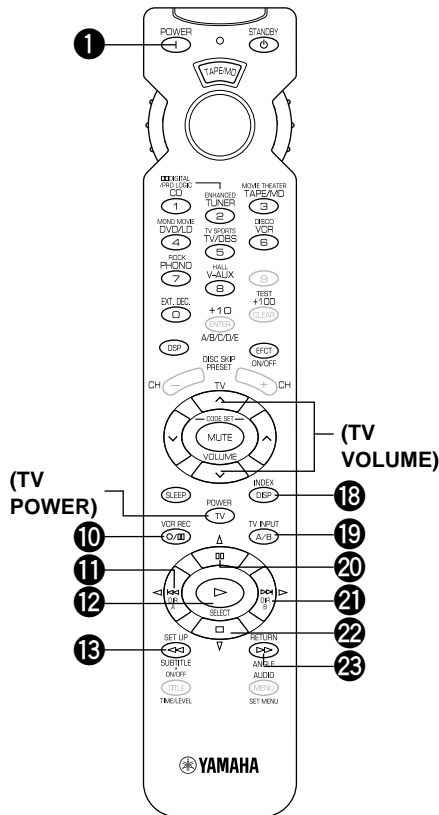 POWER STANDBY
1
TAPE/MD
DIGITAL
/PRO LOGIC ENHANCED MOVIE THEATER
CD TUNER TAPE/MD
1 2 3
MONO MOVIE TV SPORTS DISCO
DVD/LD TV/DBS VCR
4 5 6
ROCK HALL
PHONO V-AUX
7 8 9
TEST
EXT. DEC. +10 +100
0 ENTER CLEAR
A/B/C/D/E
DSP EFCT
DISC SKIP ON/OFF
PRESET
CH − TV + CH
CODE SET
MUTE
VOLUME
(TV
VOLUME)
(TV
POWER)
SLEEP POWER INDEX
TV DISP 18
VCR REC TV INPUT
10 A/B 19
20
11 DIR A DIR B 21
12 SELECT
22
SET UP RETURN
13 23
SUBTITLE ANGLE
ON/OFF AUDIO
TITLE MENU
TIME/LEVEL SET MENU
YAMAHA